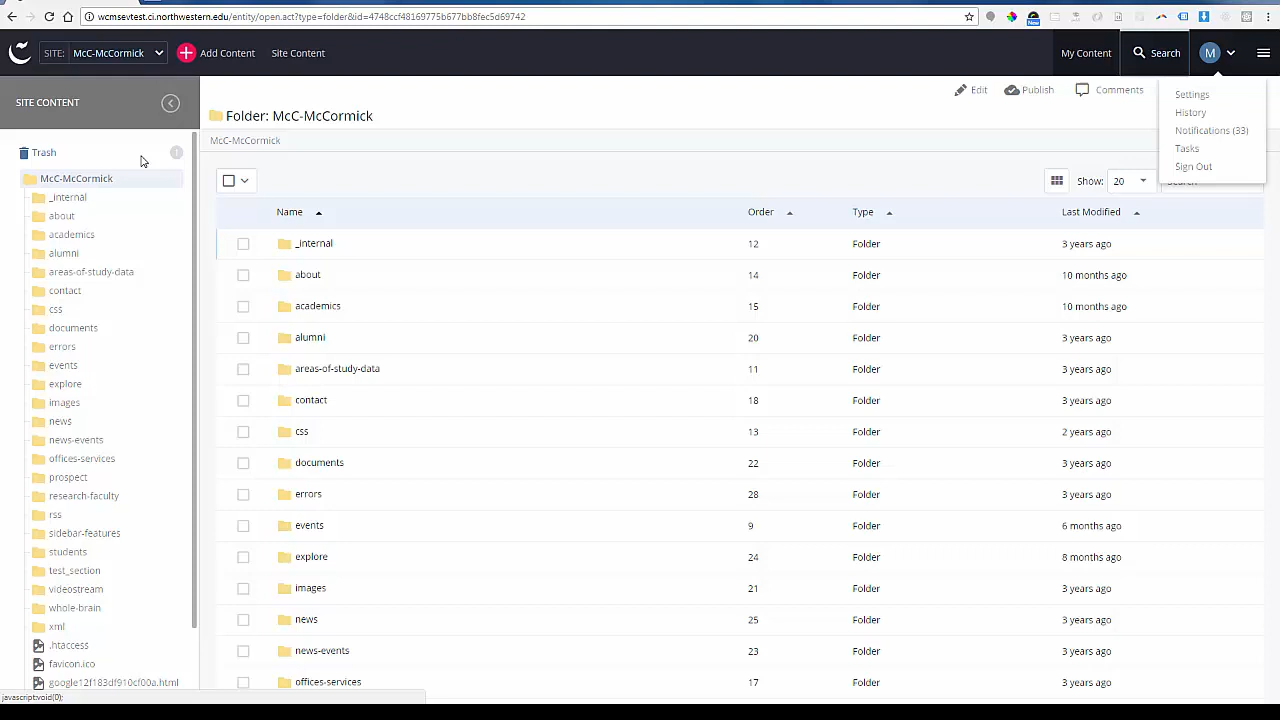 wcmsevtest.ci.northwestern.edu/entity/open.act?type=folder&id=4748ccf48169775b677bb8fec5d69742
New
SITE: McC-McCormick
Add Content
Site Content
My Content
Search
M
SITE CONTENT
Edit
Publish
Comments
Settings
History
Notifications (33)
Tasks
Sign Out
Folder: McC-McCormick
McC-McCormick
Trash
McC-McCormick
_internal
about
academics
alumni
areas-of-study-data
contact
css
documents
errors
events
explore
images
news
news-events
offices-services
prospect
research-faculty
rss
sidebar-features
students
test_section
videostream
whole-brain
xml
.htaccess
favicon.ico
google12f183df910cf00a.html
javascript:void(0);
Show: 20
Search
Name Order Type Last Modified
_internal 12 Folder 3 years ago
about 14 Folder 10 months ago
academics 15 Folder 10 months ago
alumni 20 Folder 3 years ago
areas-of-study-data 11 Folder 3 years ago
contact 18 Folder 3 years ago
css 13 Folder 2 years ago
documents 22 Folder 3 years ago
errors 28 Folder 3 years ago
events 9 Folder 6 months ago
explore 24 Folder 8 months ago
images 21 Folder 3 years ago
news 25 Folder 3 years ago
news-events 23 Folder 3 years ago
offices-services 17 Folder 3 years ago